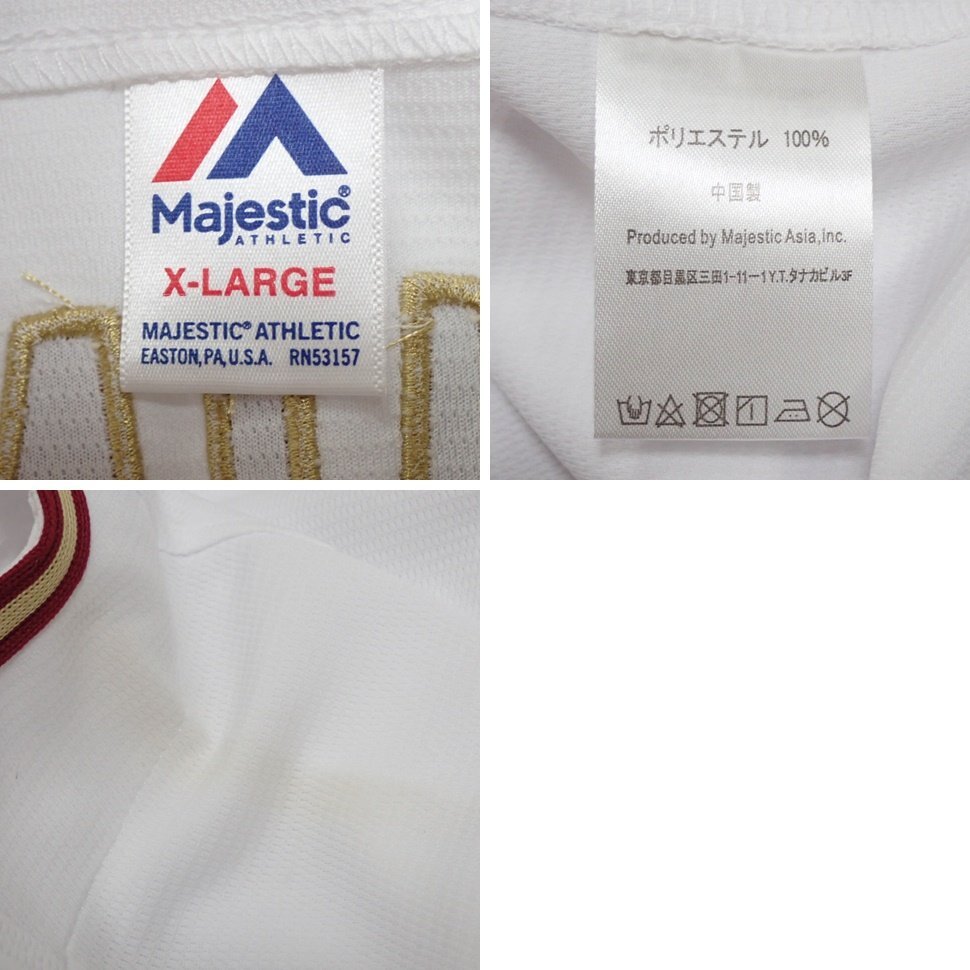 Majestic®
ATHLETIC
X-LARGE
MAJESTIC® ATHLETIC
EASTON, PA, U.S.A. RN53157
ポリエステル 100%
中国製
Produced by Majestic Asia, inc.
東京都目黒区三田1-11-1 Y.T.タナカビル3F